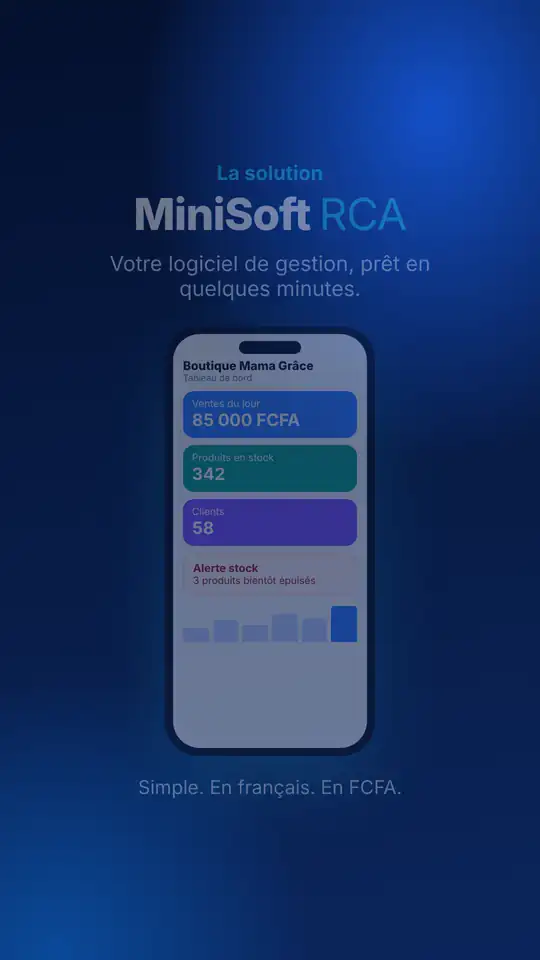 La solution
MiniSoft RCA
Votre logiciel de gestion, prêt en
quelques minutes.
Boutique Mama Grâce
Tableau de bord
Ventes du jour
85 000 FCFA
Produits en stock
342
Clients
58
Alerte stock
3 produits bientôt épuisés
Simple. En français. En FCFA.